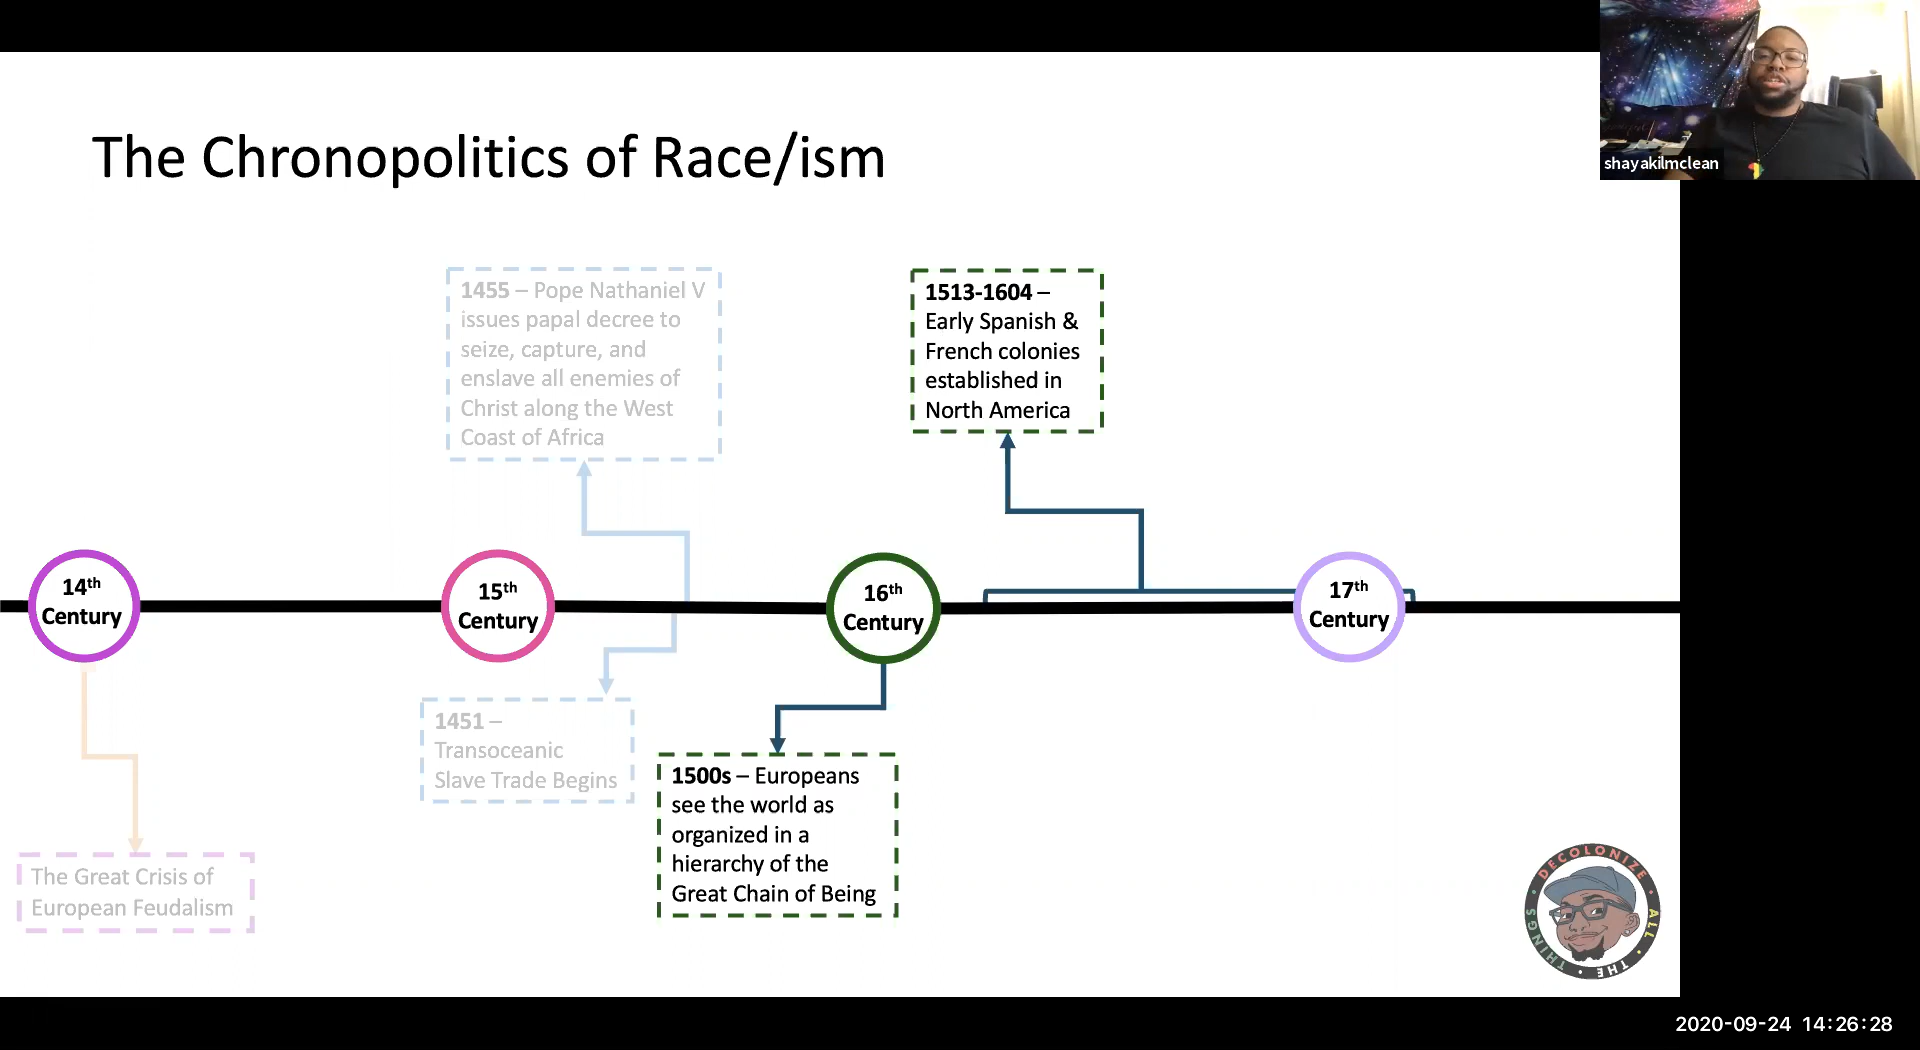 shayakilmclean
The Chronopolitics of Race/ism
1455 – Pope Nathaniel V
issues papal decree to
seize, capture, and
enslave all enemies of
Christ along the West
Coast of Africa
1513-1604 –
Early Spanish &
French colonies
established in
North America
14th
Century
15th
Century
16th
Century
17th
Century
1451 –
Transoceanic
Slave Trade Begins
1500s – Europeans
see the world as
organized in a
hierarchy of the
Great Chain of Being
The Great Crisis of
European Feudalism
DECOLONIZE • ALL • THE • THINGS •
2020-09-24 14:26:28